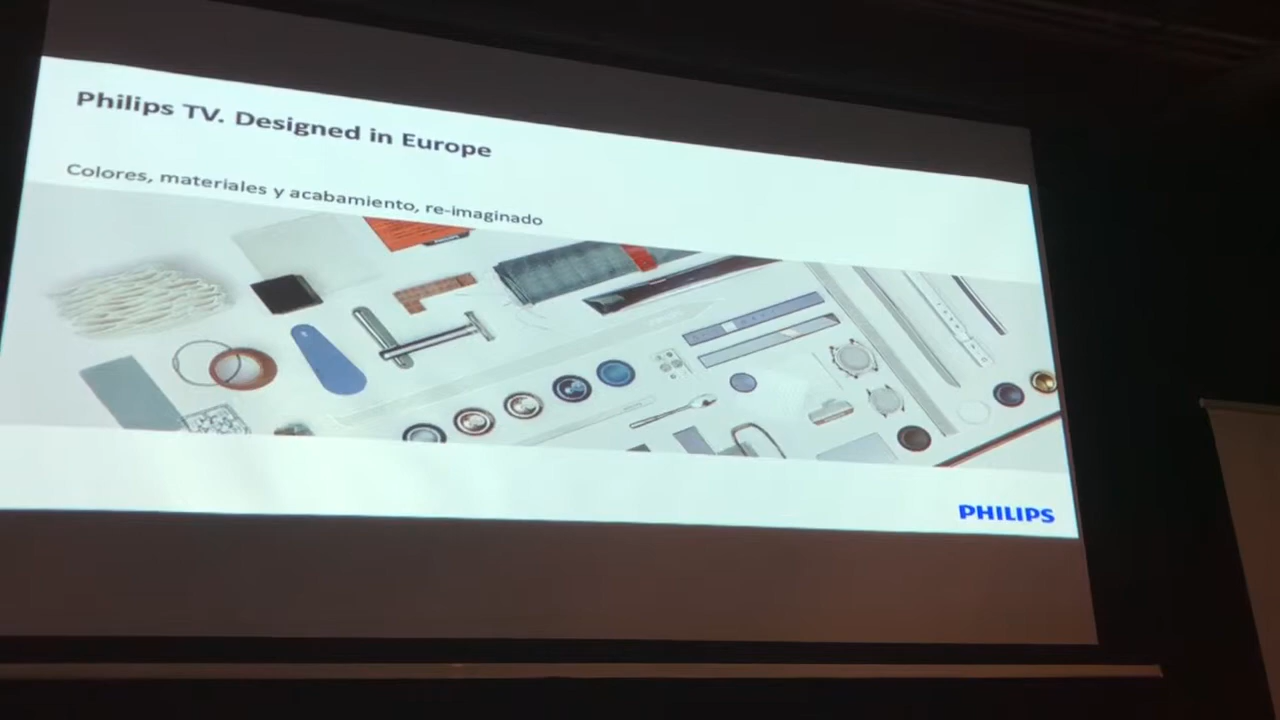 Philips TV. Designed in Europe
Colores, materiales y acabamiento, re-imaginado
PHILIPS